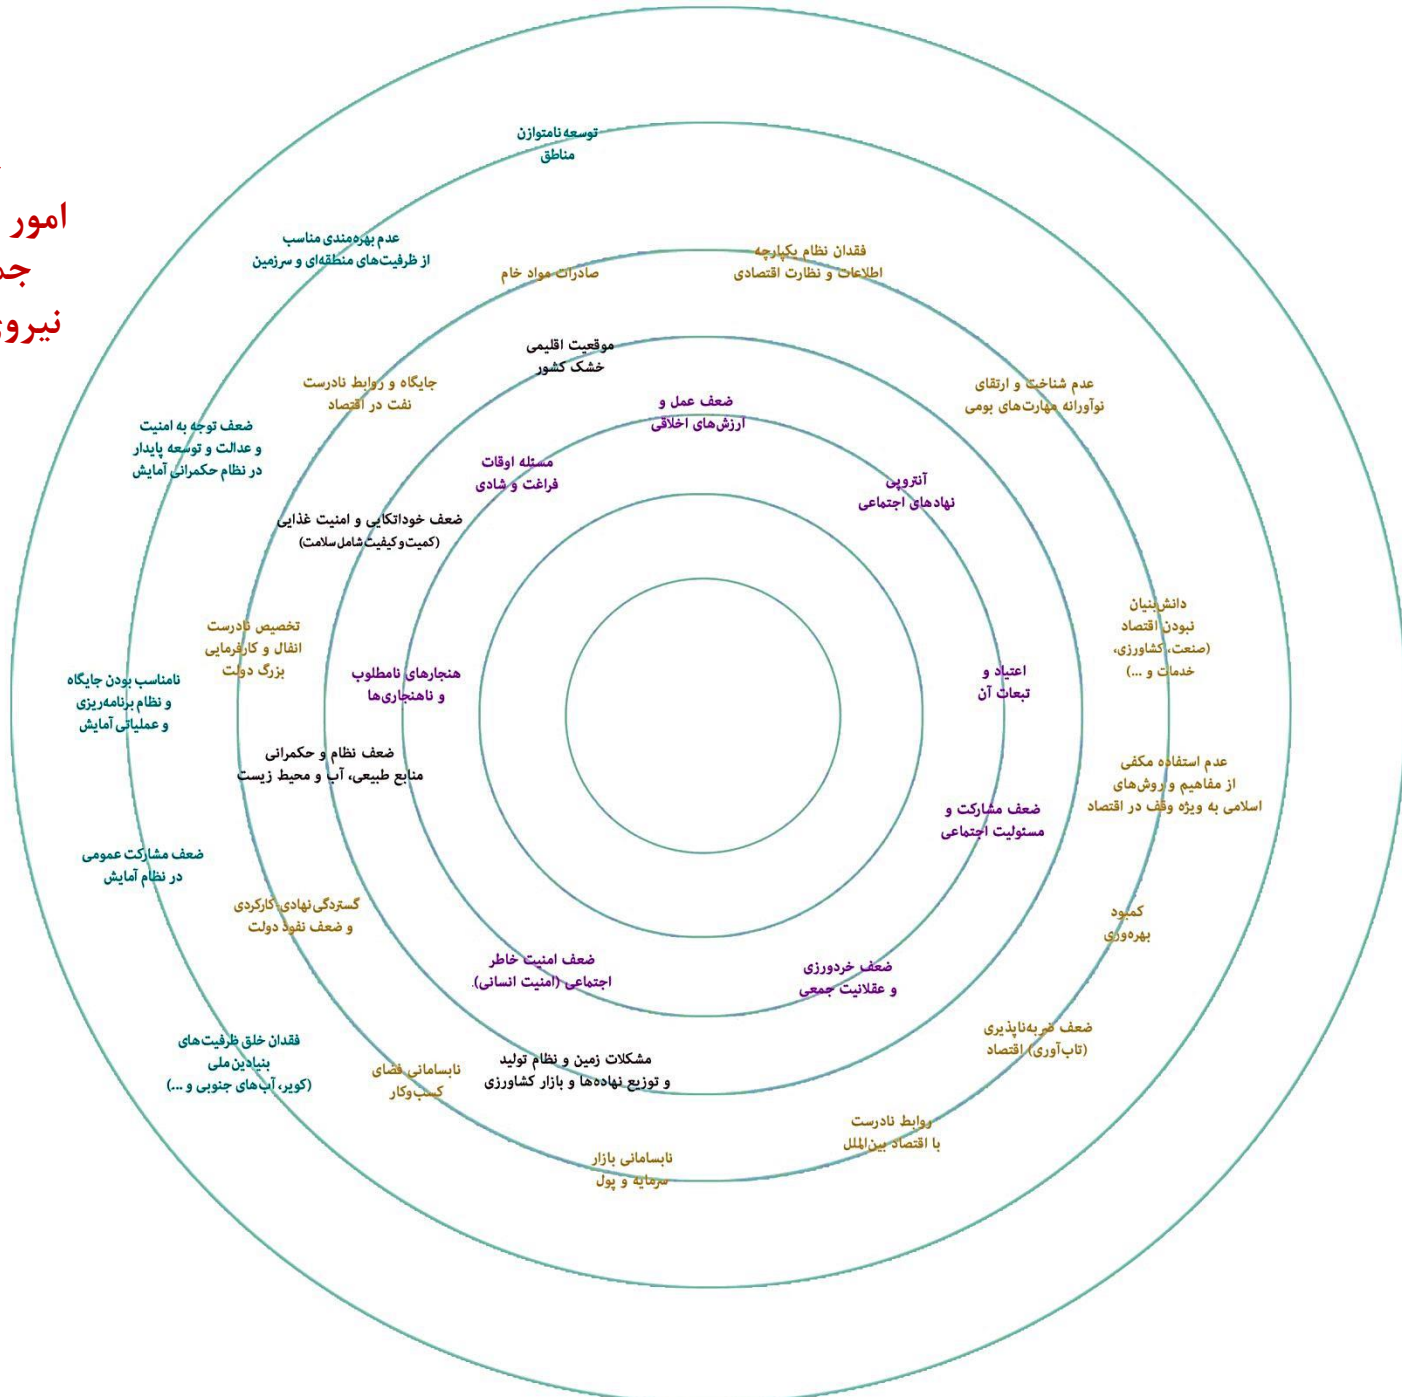 امور
توسعه نامتوازن
مناطق
عدم بهره‌مندی مناسب
از ظرفیت‌های منطقه‌ای و سرزمین
صادرات مواد خام
فقدان نظام یکپارچه
اطلاعات و نظارت اقتصادی
موقعیت اقلیمی
خشک کشور
جایگاه و روابط نادرست
نفت در اقتصاد
عدم شناخت و ارتقای
نوآورانه مهارت‌های بومی
ضعف عمل و
ارزش‌های اخلاقی
ضعف توجه به امنیت
و عدالت و توسعه پایدار
در نظام حکمرانی آمایش
مسئله اوقات
فراغت و شادی
آنتروپی
نهادهای اجتماعی
ضعف خوداتکایی و امنیت غذایی
(کمیت و کیفیت شامل سلامت)
دانش‌بنیان
نبودن اقتصاد
(صنعت، کشاورزی،
خدمات و ...)
تخصیص نادرست
انفال و کارفرمایی
بزرگ دولت
هنجارهای نامطلوب
و ناهنجاری‌ها
اعتیاد و
تبعات آن
نامناسب بودن جایگاه
و نظام برنامه‌ریزی
و عملیاتی آمایش
ضعف نظام و حکمرانی
منابع طبیعی، آب و محیط زیست
عدم استفاده مکفی
از مفاهیم و روش‌های
اسلامی به ویژه وقف در اقتصاد
ضعف مشارکت و
مسئولیت اجتماعی
ضعف مشارکت عمومی
در نظام آمایش
گستردگی نهادی-کارکردی
و ضعف نفوذ دولت
کمبود
بهره‌وری
ضعف امنیت خاطر
اجتماعی (امنیت انسانی).
ضعف خردورزی
و عقلانیت جمعی
فقدان خلق ظرفیت‌های
بنیادین ملی
(کویر، آب‌های جنوبی و ...)
نابسامانی فضای
کسب‌وکار
مشکلات زمین و نظام تولید
و توزیع نهاده‌ها و بازار کشاورزی
ضعف ضربه‌ناپذیری
(تاب‌آوری) اقتصاد
روابط نادرست
با اقتصاد بین‌الملل
نابسامانی بازار
سرمایه و پول